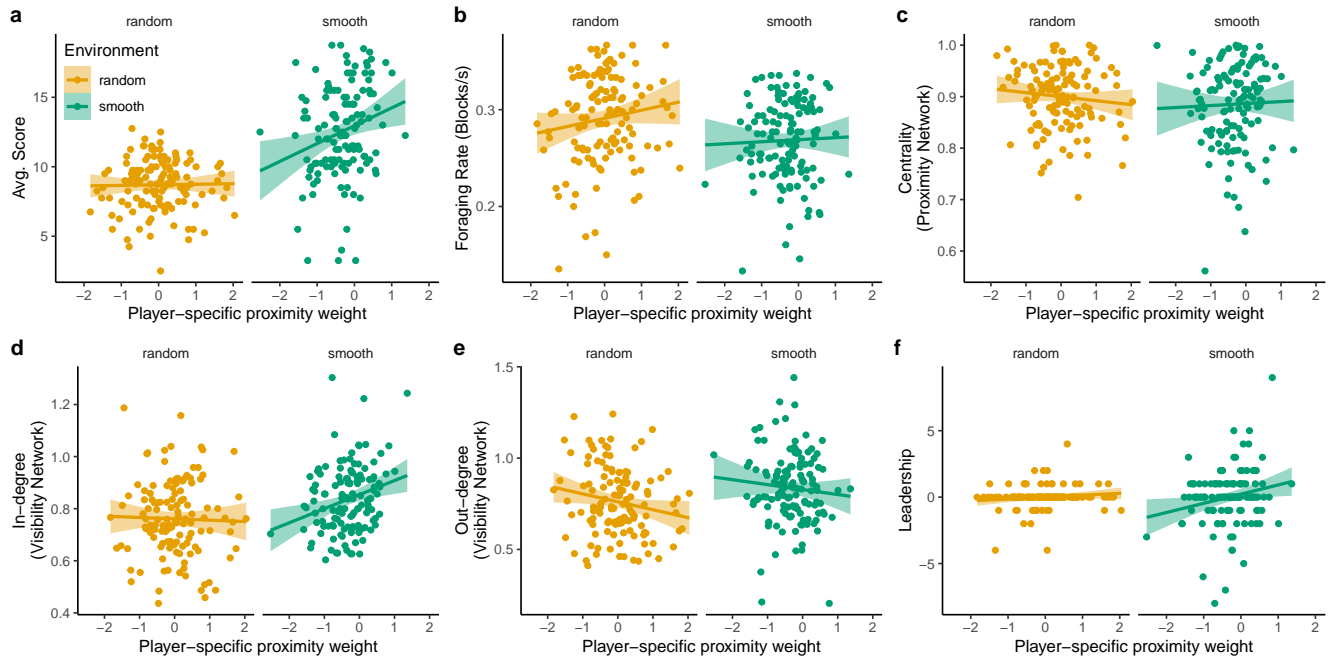 a
random
smooth
Environment
random
smooth
Avg. Score
15
10
5
−2 −1 0 1 2
−2 −1 0 1 2
Player−specific proximity weight
b
random
smooth
Foraging Rate (Blocks/s)
0.3
0.2
−2 −1 0 1 2
−2 −1 0 1 2
Player−specific proximity weight
c
random
smooth
Centrality
(Proximity Network)
1.0
0.9
0.8
0.7
0.6
−2 −1 0 1 2
−2 −1 0 1 2
Player−specific proximity weight
d
random
smooth
In−degree
(Visibility Network)
1.2
1.0
0.8
0.6
0.4
−2 −1 0 1 2
−2 −1 0 1 2
Player−specific proximity weight
e
random
smooth
Out−degree
(Visibility Network)
1.5
1.0
0.5
−2 −1 0 1 2
−2 −1 0 1 2
Player−specific proximity weight
f
random
smooth
Leadership
5
0
−5
−2 −1 0 1 2
−2 −1 0 1 2
Player−specific proximity weight